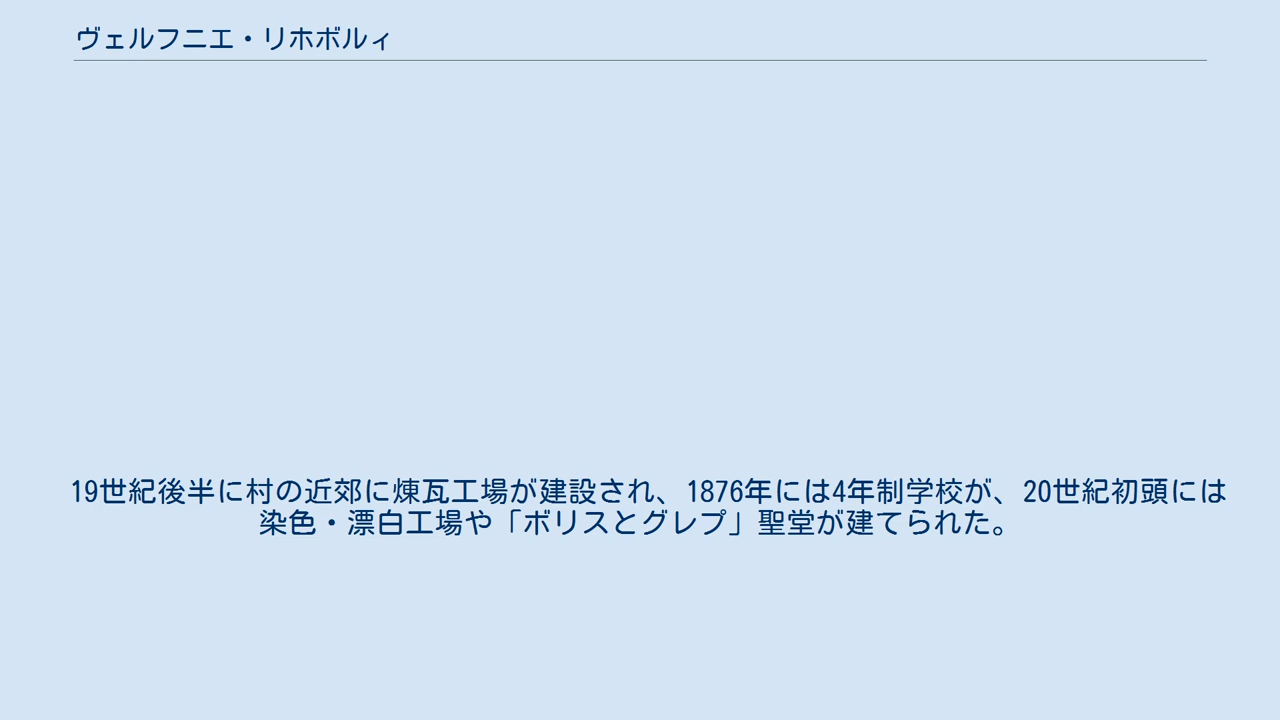 ヴェルフニエ・リホボルィ
19世紀後半に村の近郊に煉瓦工場が建設され、1876年には4年制学校が、20世紀初頭には
染色・漂白工場や「ボリスとグレプ」聖堂が建てられた。